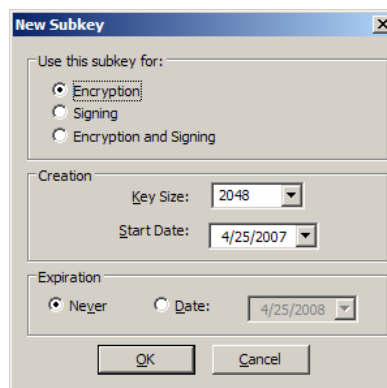 New Subkey
Use this subkey for:
Encryption
Signing
Encryption and Signing
Creation
Key Size: 2048
Start Date: 4/25/2007
Expiration
Never Date: 4/25/2008
OK Cancel